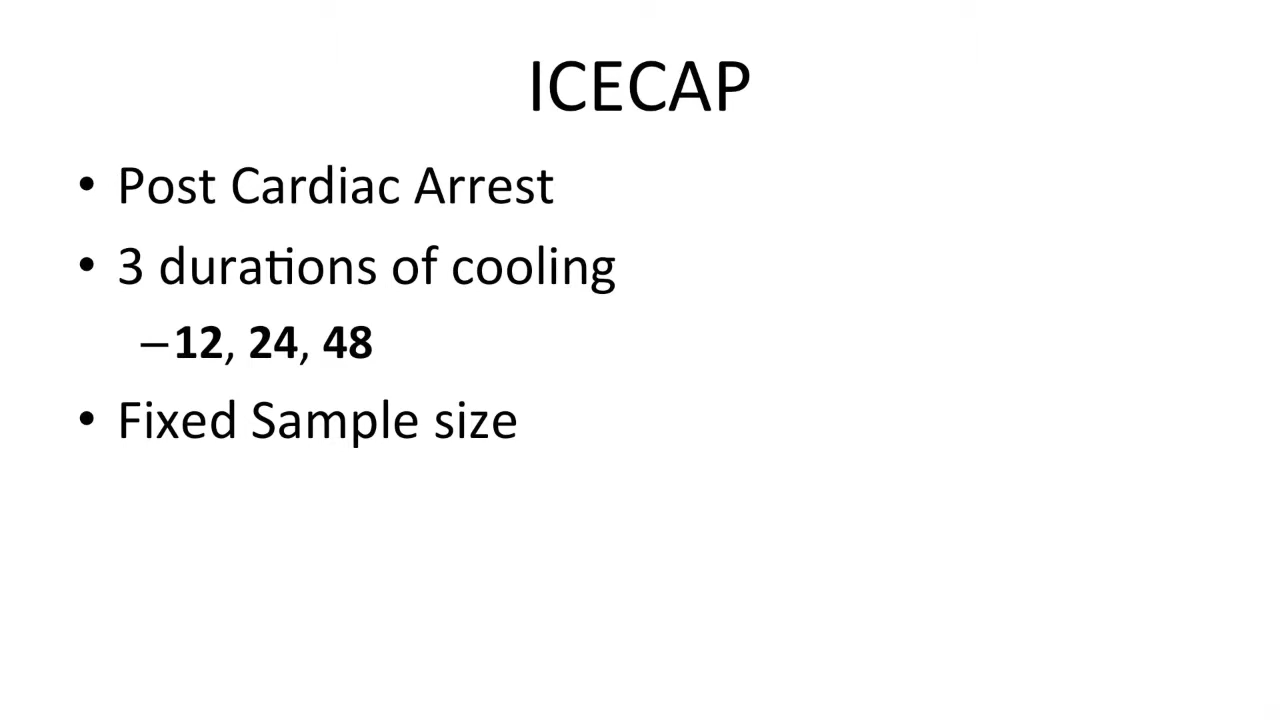 ICECAP
• Post Cardiac Arrest
• 3 durations of cooling
–12, 24, 48
• Fixed Sample size